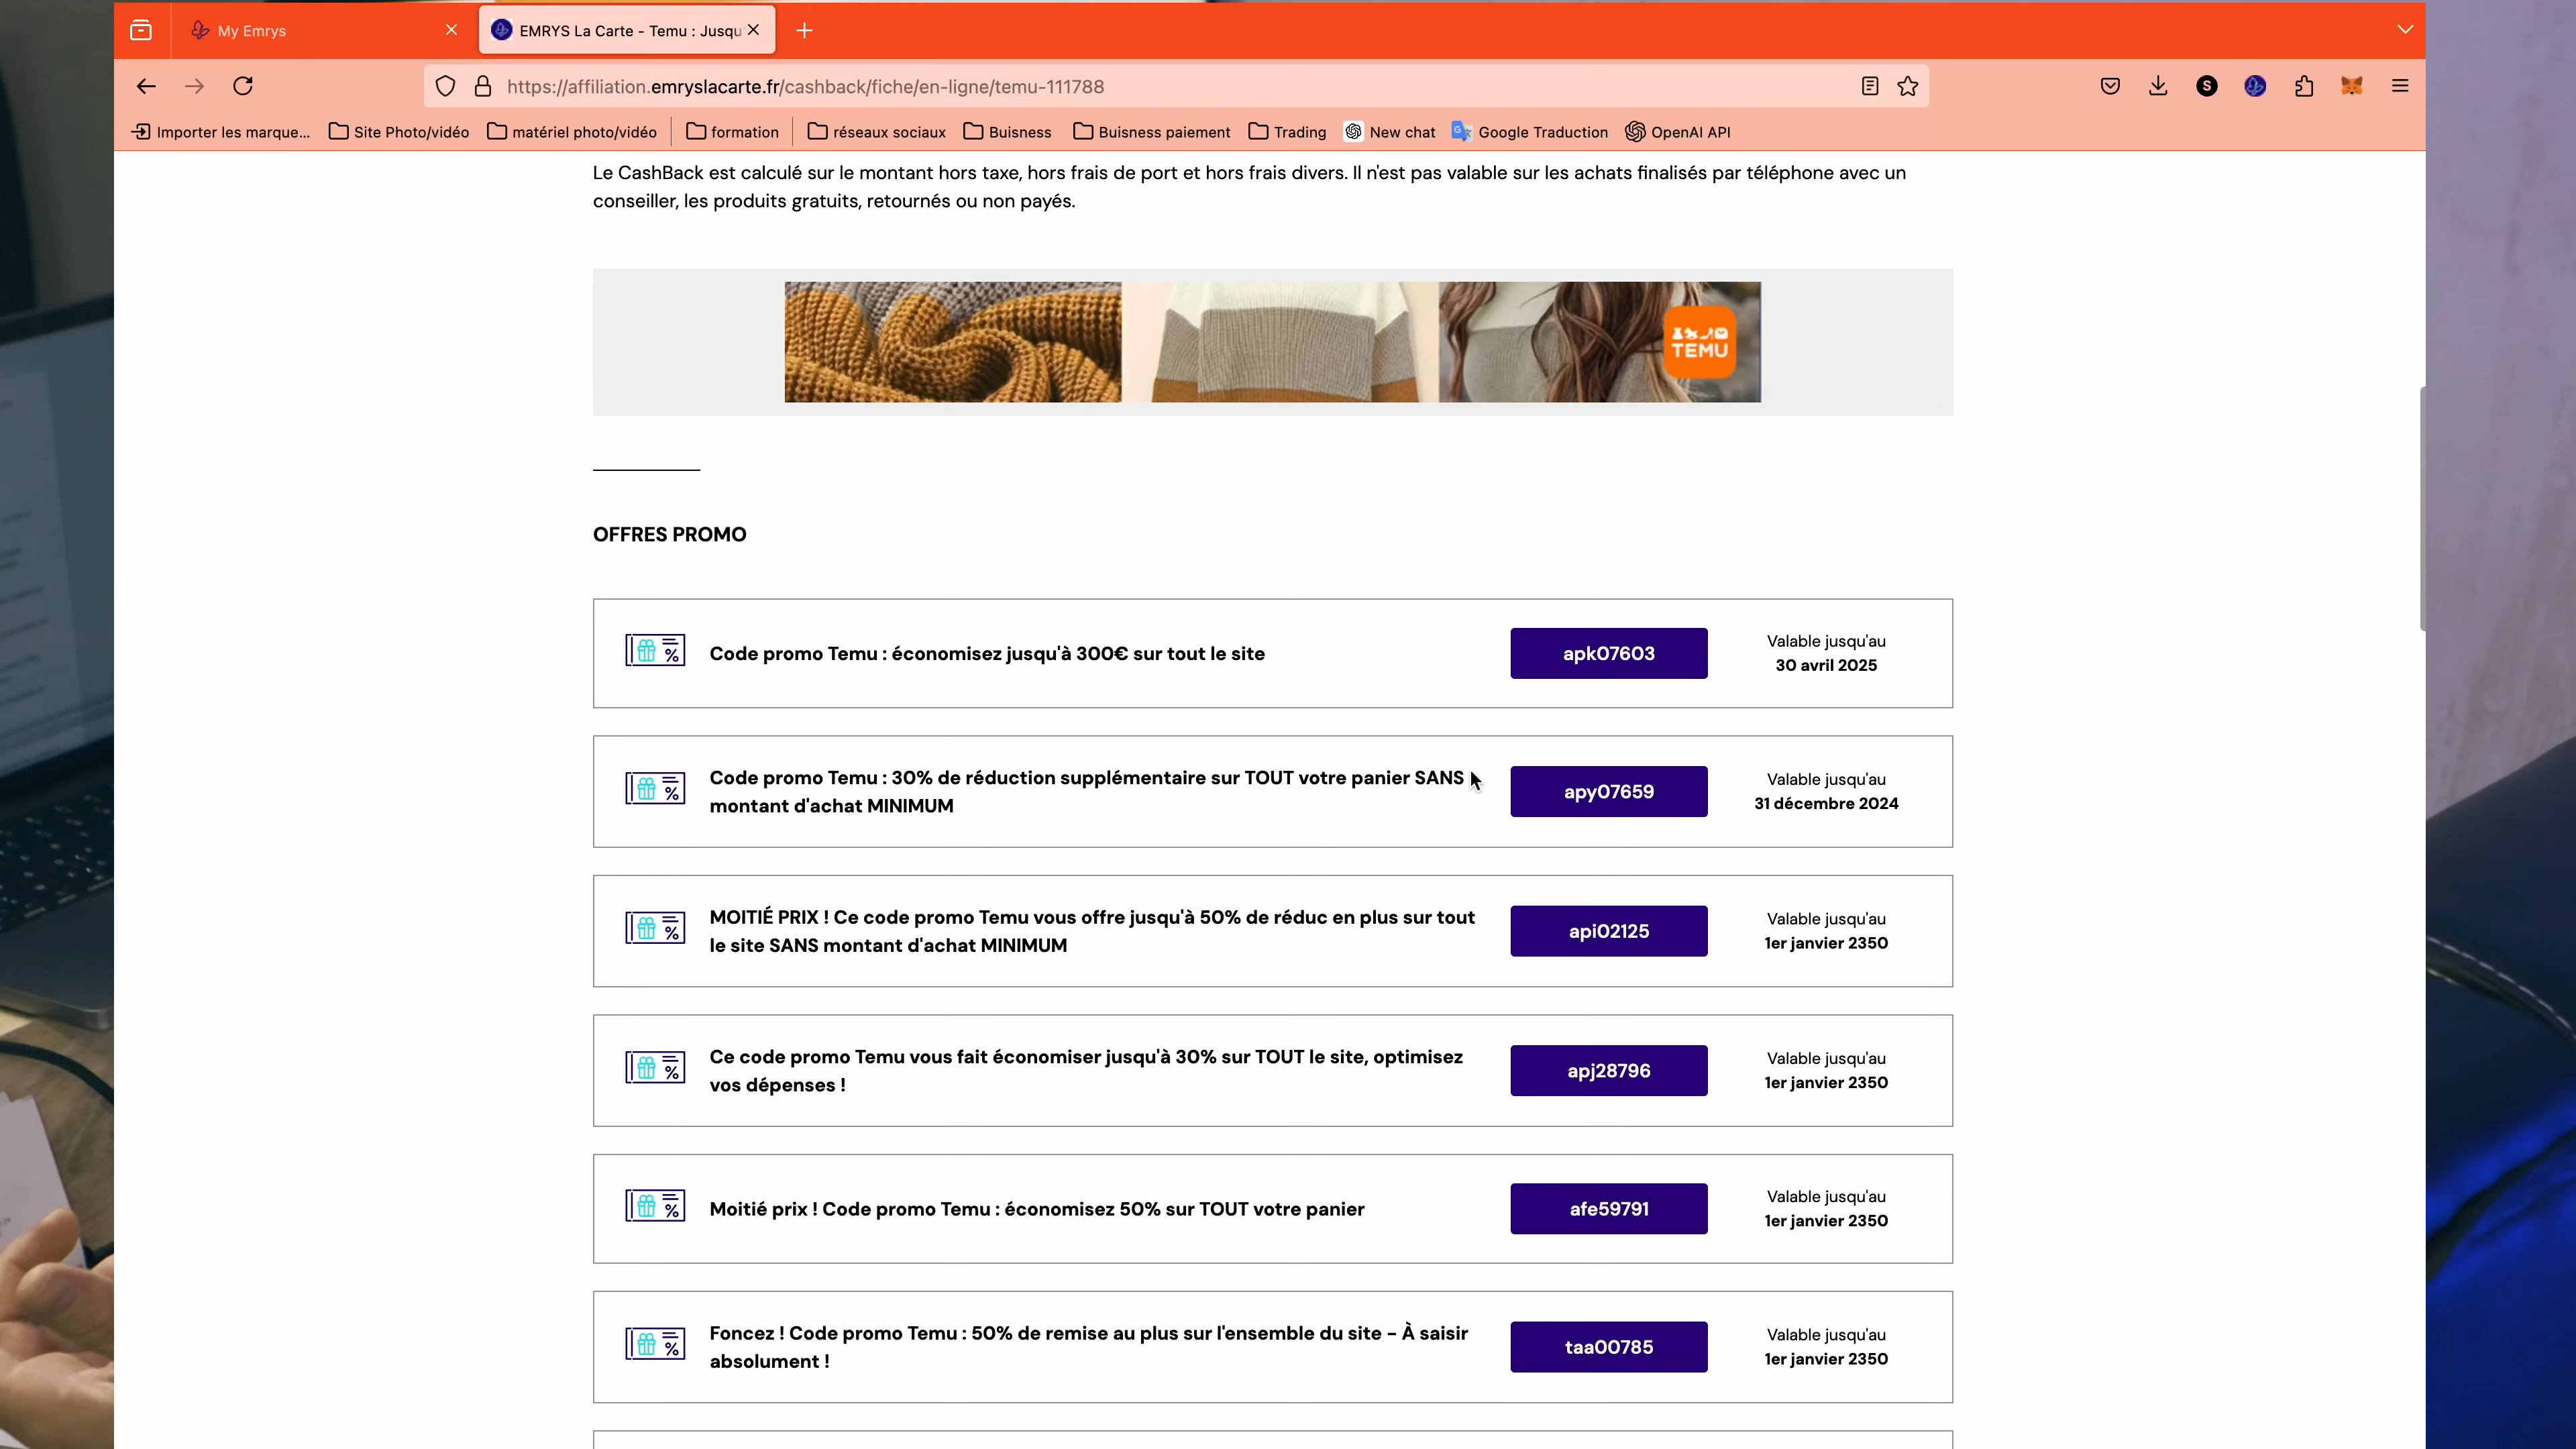 My Emrys
EMRYS La Carte - Temu : Jusqu
https://affiliation.emryslacarte.fr/cashback/fiche/en-ligne/temu-111788
S
Importer les marque...
Site Photo/vidéo
matériel photo/vidéo
formation
réseaux sociaux
Buisness
Buisness paiement
Trading
New chat
Google Traduction
OpenAI API
Le CashBack est calculé sur le montant hors taxe, hors frais de port et hors frais divers. Il n'est pas valable sur les achats finalisés par téléphone avec un
conseiller, les produits gratuits, retournés ou non payés.
TEMU
OFFRES PROMO
Code promo Temu : économisez jusqu'à 300€ sur tout le site
apk07603
Valable jusqu'au
30 avril 2025
Code promo Temu : 30% de réduction supplémentaire sur TOUT votre panier SANS
montant d'achat MINIMUM
apy07659
Valable jusqu'au
31 décembre 2024
MOITIÉ PRIX ! Ce code promo Temu vous offre jusqu'à 50% de réduc en plus sur tout
le site SANS montant d'achat MINIMUM
api02125
Valable jusqu'au
1er janvier 2350
Ce code promo Temu vous fait économiser jusqu'à 30% sur TOUT le site, optimisez
vos dépenses !
apj28796
Valable jusqu'au
1er janvier 2350
Moitié prix ! Code promo Temu : économisez 50% sur TOUT votre panier
afe59791
Valable jusqu'au
1er janvier 2350
Foncez ! Code promo Temu : 50% de remise au plus sur l'ensemble du site – À saisir
absolument !
taa00785
Valable jusqu'au
1er janvier 2350